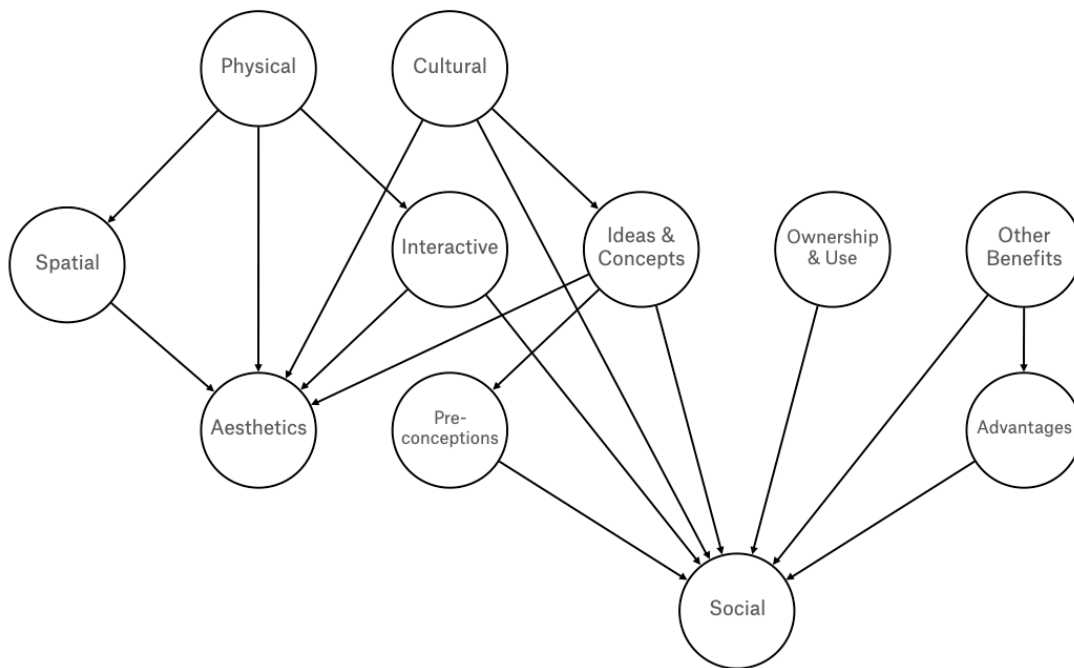 Physical
Cultural
Spatial
Interactive
Ideas &
Concepts
Ownership
& Use
Other
Benefits
Aesthetics
Pre-
conceptions
Advantages
Social